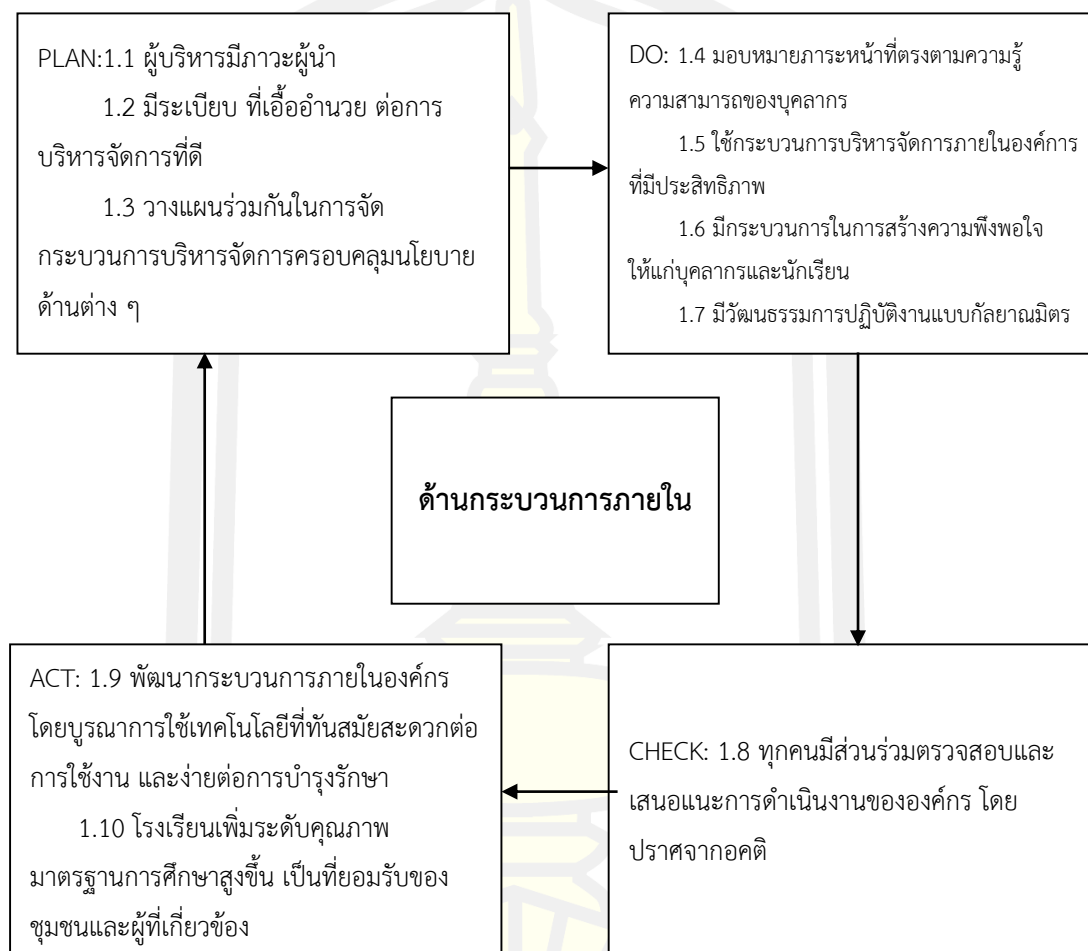 PLAN:1.1 ผู้บริหารมีภาวะผู้นำ
1.2 มีระเบียบ ที่เอื้ออำนวย ต่อการ
บริหารจัดการที่ดี
1.3 วางแผนร่วมกันในการจัด
กระบวนการบริหารจัดการครอบคลุมนโยบาย
ด้านต่าง ๆ
DO: 1.4 มอบหมายภาระหน้าที่ตรงตามความรู้
ความสามารถของบุคลากร
1.5 ใช้กระบวนการบริหารจัดการภายในองค์การ
ที่มีประสิทธิภาพ
1.6 มีกระบวนการในการสร้างความพึงพอใจ
ให้แก่บุคลากรและนักเรียน
1.7 มีวัฒนธรรมการปฏิบัติงานแบบกัลยาณมิตร
ด้านกระบวนการภายใน
ACT: 1.9 พัฒนากระบวนการภายในองค์กร
โดยบูรณาการใช้เทคโนโลยีที่ทันสมัยสะดวกต่อ
การใช้งาน และง่ายต่อการบำรุงรักษา
1.10 โรงเรียนเพิ่มระดับคุณภาพ
มาตรฐานการศึกษาสูงขึ้น เป็นที่ยอมรับของ
ชุมชนและผู้ที่เกี่ยวข้อง
CHECK: 1.8 ทุกคนมีส่วนร่วมตรวจสอบและ
เสนอแนะการดำเนินงานขององค์กร โดย
ปราศจากอคติ